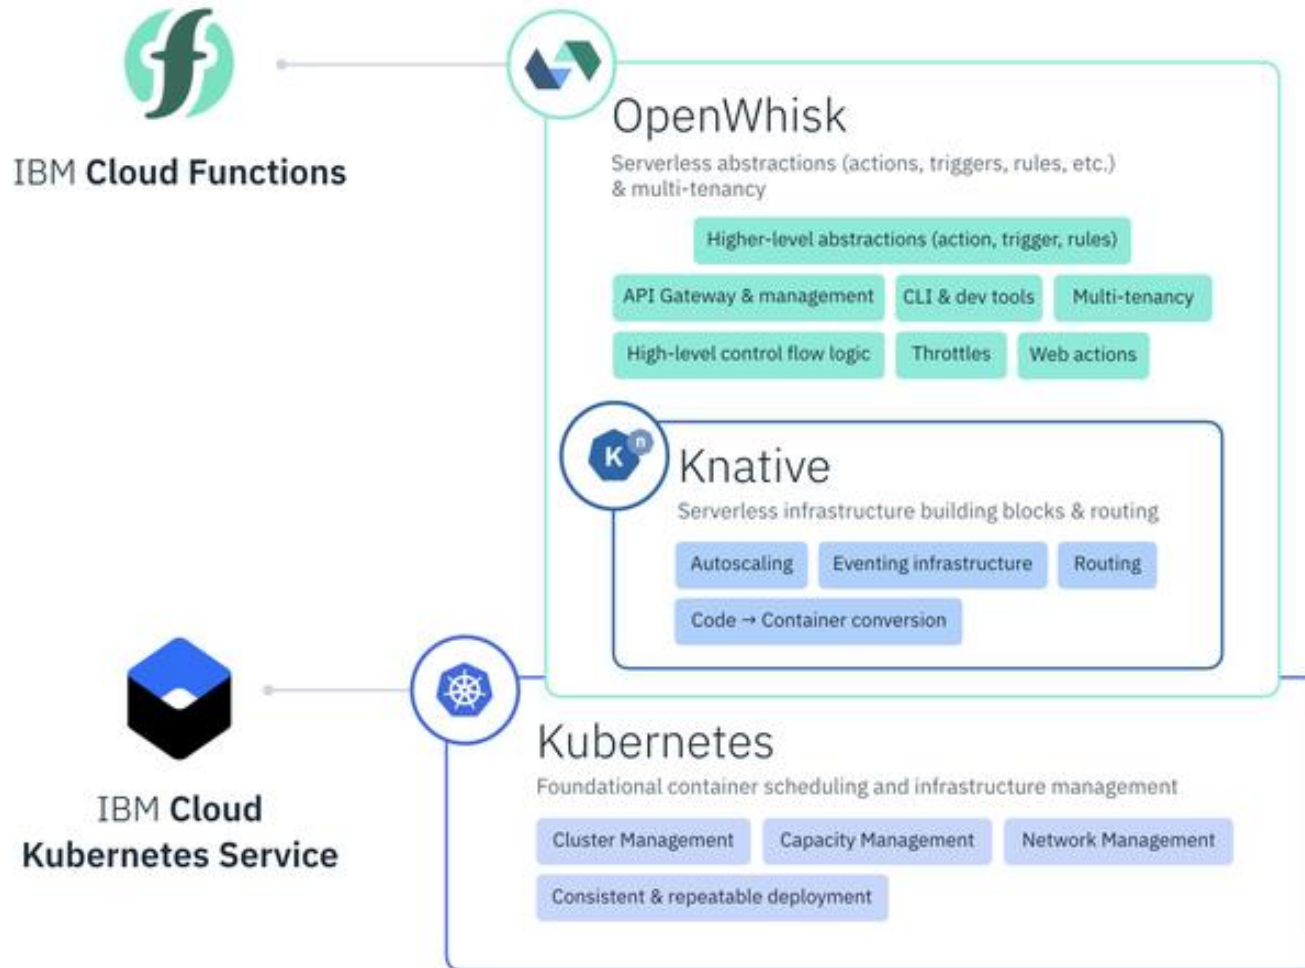 IBM Cloud Functions
OpenWhisk
Serverless abstractions (actions, triggers, rules, etc.)
& multi-tenancy
Higher-level abstractions (action, trigger, rules)
API Gateway & management
CLI & dev tools
Multi-tenancy
High-level control flow logic
Throttles
Web actions
K
n
Knative
Serverless infrastructure building blocks & routing
Autoscaling
Eventing infrastructure
Routing
Code → Container conversion
IBM Cloud
Kubernetes Service
Kubernetes
Foundational container scheduling and infrastructure management
Cluster Management
Capacity Management
Network Management
Consistent & repeatable deployment